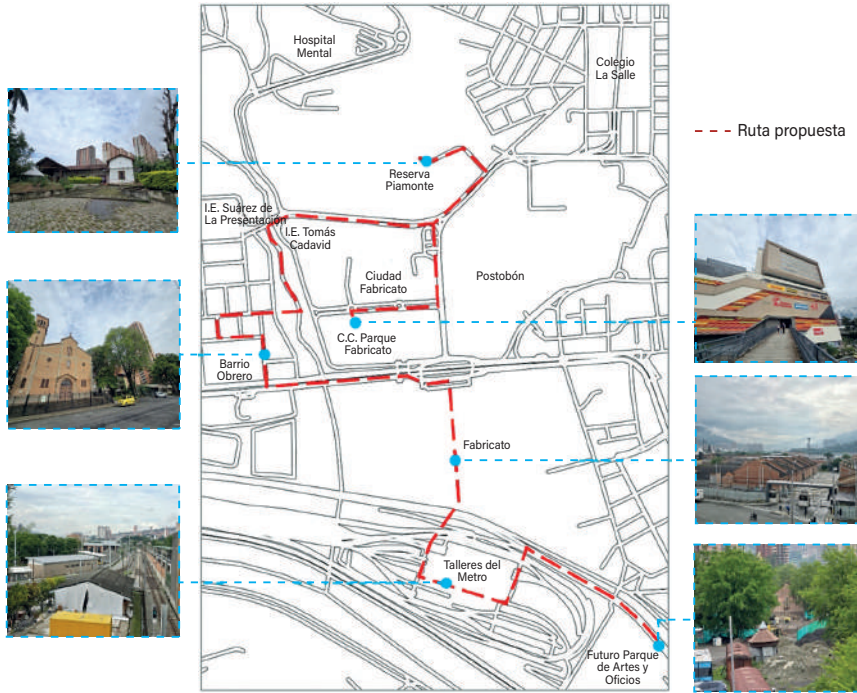 Hospital
Mental
Colegio
La Salle
Ruta propuesta
Reserva
Piamonte
I.E. Suárez de
La Presentación
I.E. Tomás
Cadavid
Ciudad
Fabricato
Postobón
C.C. Parque
Fabricato
Barrio
Obrero
Fabricato
Talleres del
Metro
Futuro Parque
de Artes y
Oficios